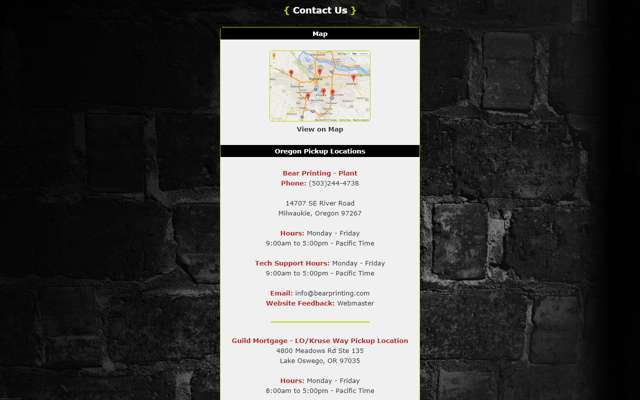 { Contact Us }
Map
View on Map
Oregon Pickup Locations
Bear Printing - Plant
Phone: (503)244-4738
14707 SE River Road
Milwaukie, Oregon 97267
Hours: Monday - Friday
9:00am to 5:00pm - Pacific Time
Tech Support Hours: Monday - Friday
9:00am to 5:00pm - Pacific Time
Email: info@bearprinting.com
Website Feedback: Webmaster
Guild Mortgage - LO/Kruse Way Pickup Location
4800 Meadows Rd Ste 135
Lake Oswego, OR 97035
Hours: Monday - Friday
8:00am to 5:00pm - Pacific Time